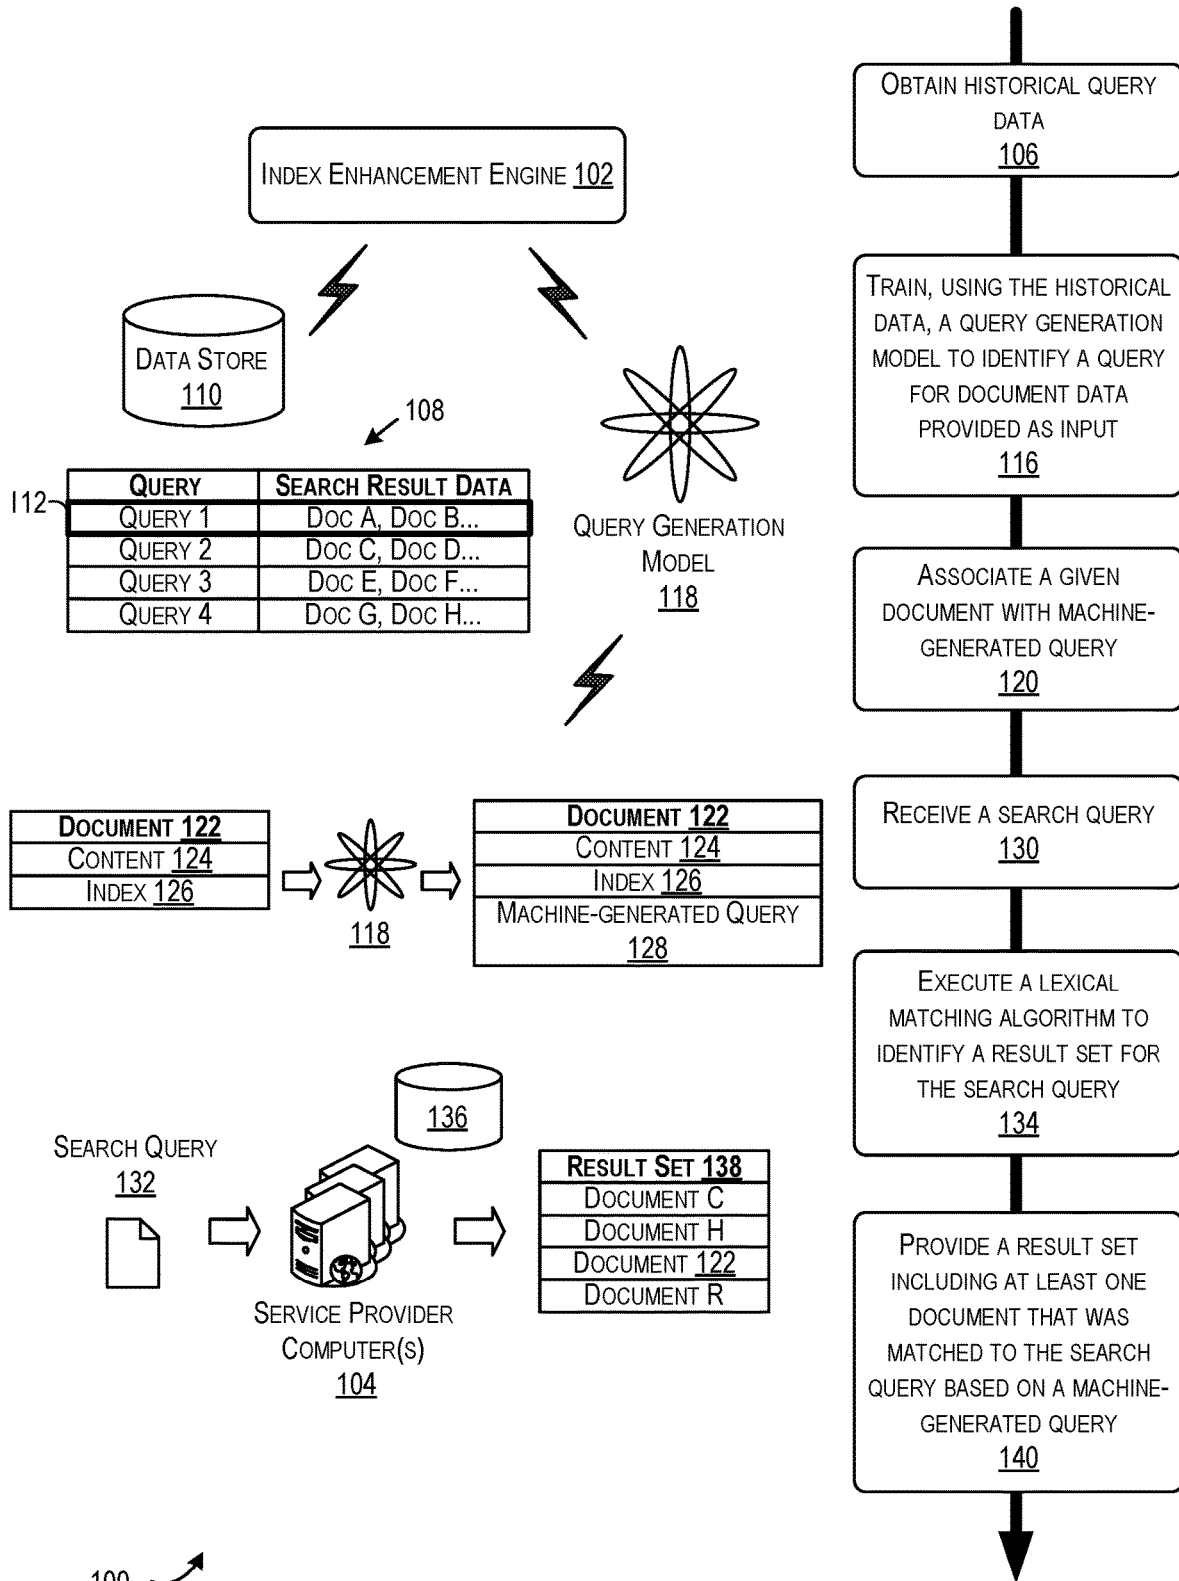 INDEX ENHANCEMENT ENGINE 102
DATA STORE
110
108
112
QUERY SEARCH RESULT DATA
QUERY 1 DOC A, DOC B...
QUERY 2 DOC C, DOC D...
QUERY 3 DOC E, DOC F...
QUERY 4 DOC G, DOC H...
QUERY GENERATION
MODEL
118
DOCUMENT 122
CONTENT 124
INDEX 126
118
DOCUMENT 122
CONTENT 124
INDEX 126
MACHINE-GENERATED QUERY
128
SEARCH QUERY
132
136
SERVICE PROVIDER
COMPUTER(S)
104
RESULT SET 138
DOCUMENT C
DOCUMENT H
DOCUMENT 122
DOCUMENT R
OBTAIN HISTORICAL QUERY
DATA
106
TRAIN, USING THE HISTORICAL
DATA, A QUERY GENERATION
MODEL TO IDENTIFY A QUERY
FOR DOCUMENT DATA
PROVIDED AS INPUT
116
ASSOCIATE A GIVEN
DOCUMENT WITH MACHINE-
GENERATED QUERY
120
RECEIVE A SEARCH QUERY
130
EXECUTE A LEXICAL
MATCHING ALGORITHM TO
IDENTIFY A RESULT SET FOR
THE SEARCH QUERY
134
PROVIDE A RESULT SET
INCLUDING AT LEAST ONE
DOCUMENT THAT WAS
MATCHED TO THE SEARCH
QUERY BASED ON A MACHINE-
GENERATED QUERY
140